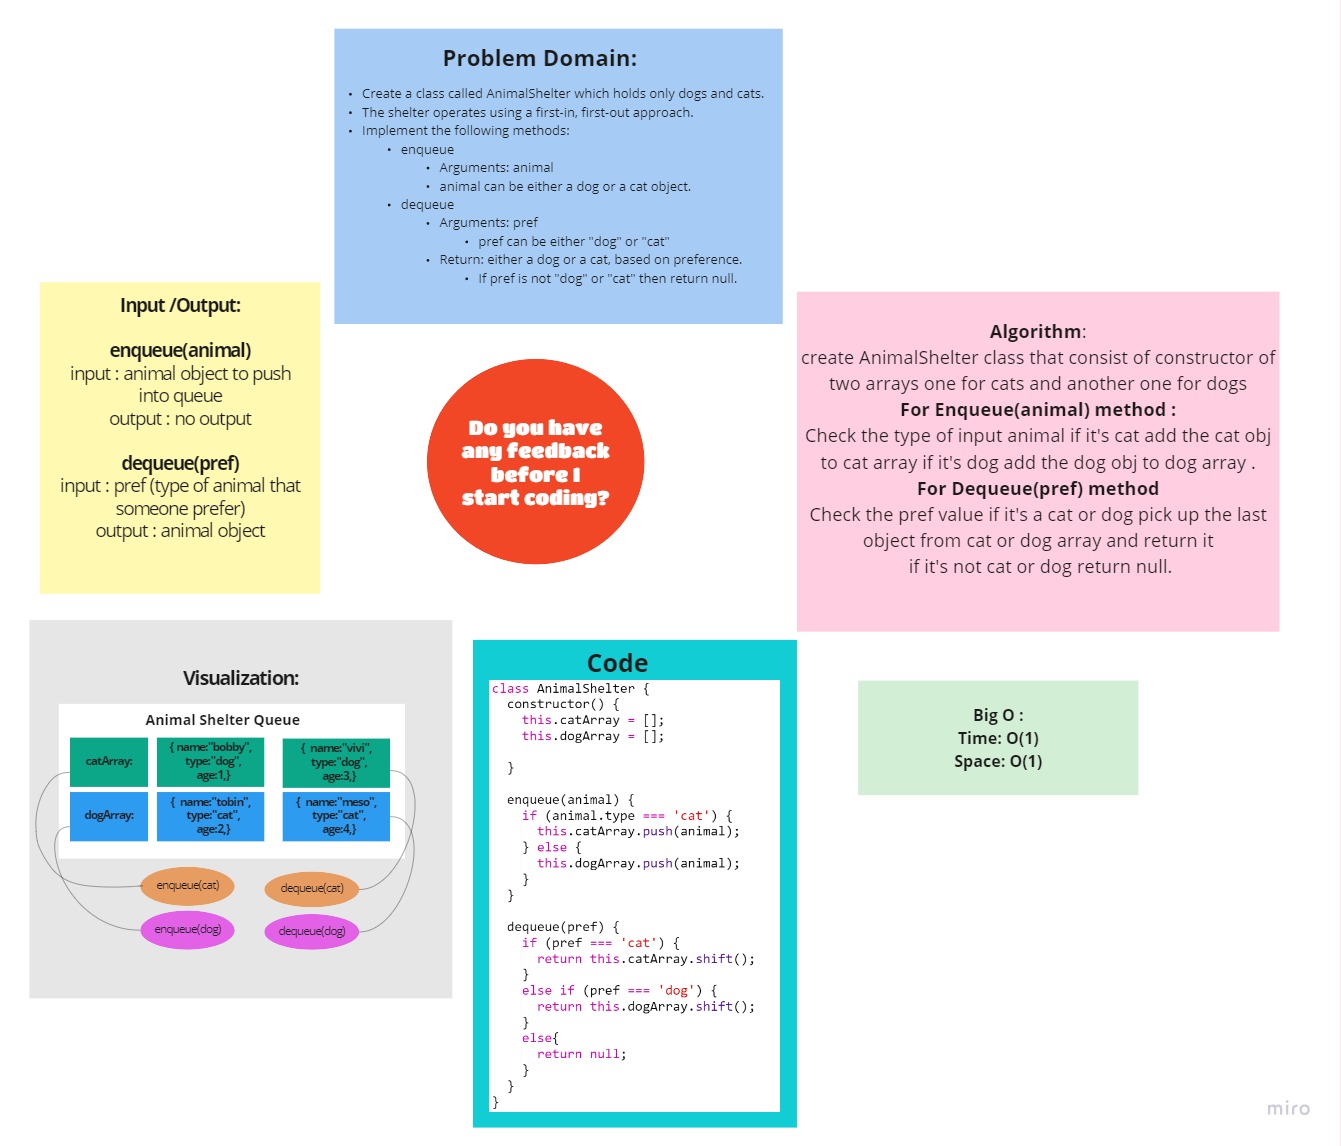 Problem Domain:
• Create a class called AnimalShelter which holds only dogs and cats.
• The shelter operates using a first-in, first-out approach.
• Implement the following methods:
• enqueue
• Arguments: animal
• animal can be either a dog or a cat object.
• dequeue
• Arguments: pref
• pref can be either "dog" or "cat"
• Return: either a dog or a cat, based on preference.
• If pref is not "dog" or "cat" then return null.
Input /Output:
enqueue(animal)
input : animal object to push
into queue
output : no output
dequeue(pref)
input : pref (type of animal that
someone prefer)
output : animal object
Do you have
any feedback
before I
start coding?
Algorithm:
create AnimalShelter class that consist of constructor of
two arrays one for cats and another one for dogs
For Enqueue(animal) method :
Check the type of input animal if it's cat add the cat obj
to cat array if it's dog add the dog obj to dog array .
For Dequeue(pref) method
Check the pref value if it's a cat or dog pick up the last
object from cat or dog array and return it
if it's not cat or dog return null.
Visualization:
Animal Shelter Queue
catArray:
{ name:"bobby",
type:"dog",
age:1,}
{ name:"vivi",
type:"dog",
age:3,}
dogArray:
{ name:"tobin",
type:"cat",
age:2,}
{ name:"meso",
type:"cat",
age:4,}
enqueue(cat)
dequeue(cat)
enqueue(dog)
dequeue(dog)
Code
class AnimalShelter {
constructor() {
this.catArray = [];
this.dogArray = [];
}
enqueue(animal) {
if (animal.type === 'cat') {
this.catArray.push(animal);
} else {
this.dogArray.push(animal);
}
}
dequeue(pref) {
if (pref === 'cat') {
return this.catArray.shift();
}
else if (pref === 'dog') {
return this.dogArray.shift();
}
else{
return null;
}
}
}
Big O :
Time: O(1)
Space: O(1)
miro